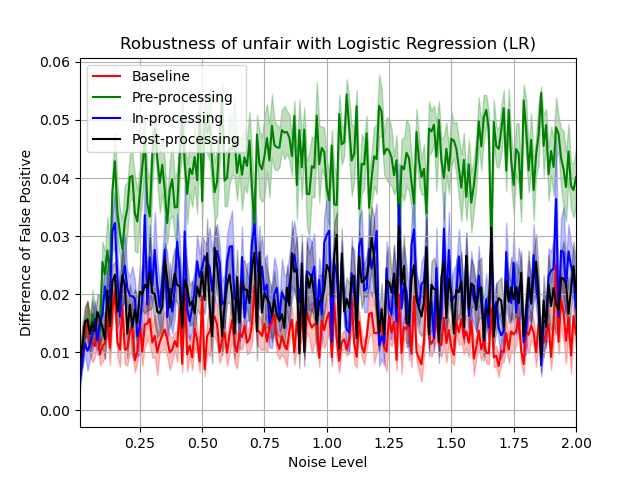 Robustness of unfair with Logistic Regression (LR)
Baseline
Pre-processing
In-processing
Post-processing
Difference of False Positive
0.06
0.05
0.04
0.03
0.02
0.01
0.00
0.25 0.50 0.75 1.00 1.25 1.50 1.75 2.00
Noise Level